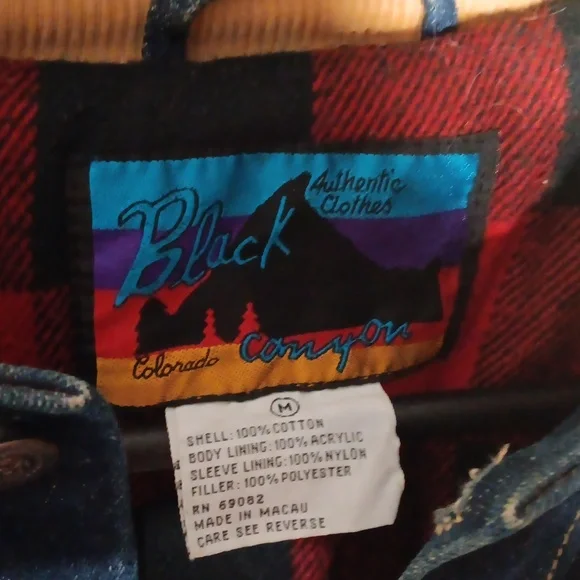 Authentic
Clothes
Black
Canyon
Colorado
M
SHELL: 100% COTTON
BODY LINING: 100% ACRYLIC
SLEEVE LINING: 100% NYLON
FILLER: 100% POLYESTER
RN 69082
MADE IN MACAU
CARE SEE REVERSE